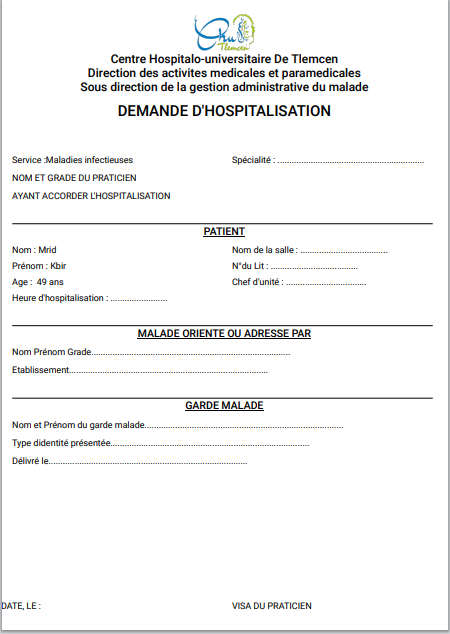 Chu
Tlemcen
Centre Hospitalo-universitaire De Tlemcen
Direction des activites medicales et paramedicales
Sous direction de la gestion administrative du malade
DEMANDE D'HOSPITALISATION
Service :Maladies infectieuses Spécialité : ................................................................
NOM ET GRADE DU PRATICIEN
AYANT ACCORDER L'HOSPITALISATION
PATIENT
Nom : Mrid Nom de la salle : ......................................
Prénom : Kbir N°du Lit : ......................................
Age : 49 ans Chef d'unité : ...................................
Heure d'hospitalisation : .........................
MALADE ORIENTE OU ADRESSE PAR
Nom Prénom Grade.......................................................................................
Etablissement.......................................................................................
GARDE MALADE
Nom et Prénom du garde malade.......................................................................................
Type didentité présentée.......................................................................................
Délivré le.......................................................................................
DATE, LE : VISA DU PRATICIEN